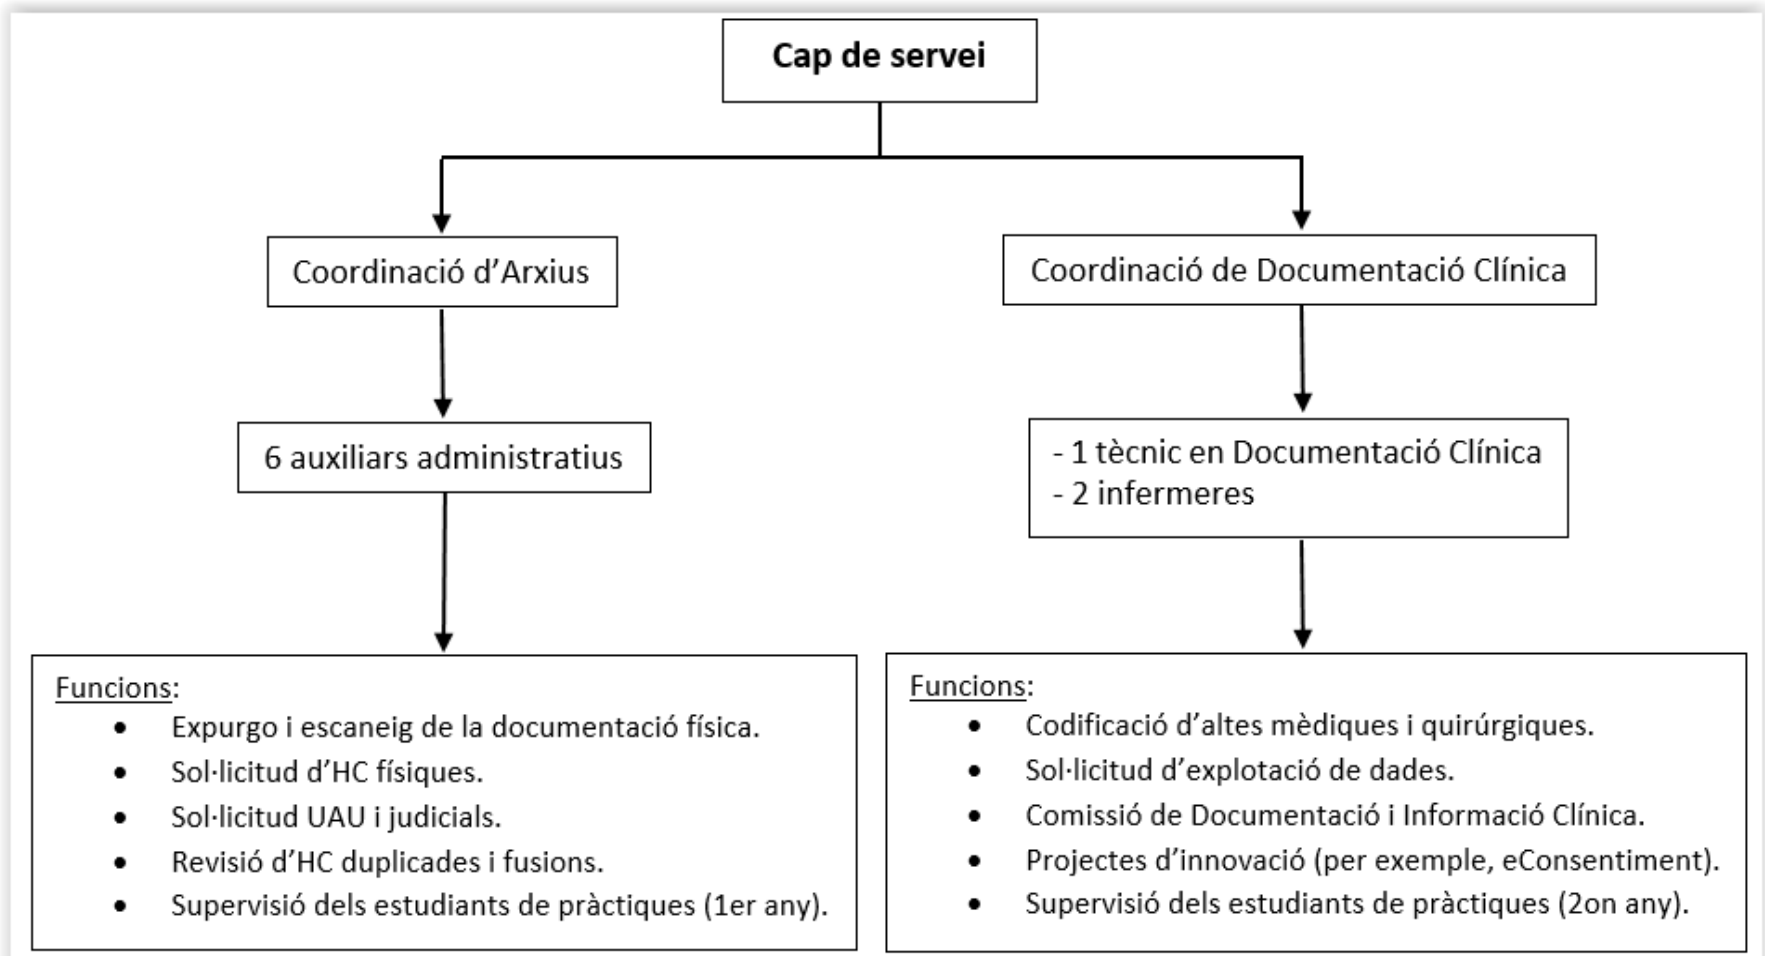 Cap de servei
Coordinació d’Arxius
Coordinació de Documentació Clínica
6 auxiliars administratius
- 1 tècnic en Documentació Clínica
- 2 infermeres
Funcions:
• Expurgo i escaneig de la documentació física.
• Sol·licitud d’HC físiques.
• Sol·licitud UAU i judicials.
• Revisió d’HC duplicades i fusions.
• Supervisió dels estudiants de pràctiques (1er any).
Funcions:
• Codificació d’altes mèdiques i quirúrgiques.
• Sol·licitud d’explotació de dades.
• Comissió de Documentació i Informació Clínica.
• Projectes d’innovació (per exemple, eConsentiment).
• Supervisió dels estudiants de pràctiques (2on any).